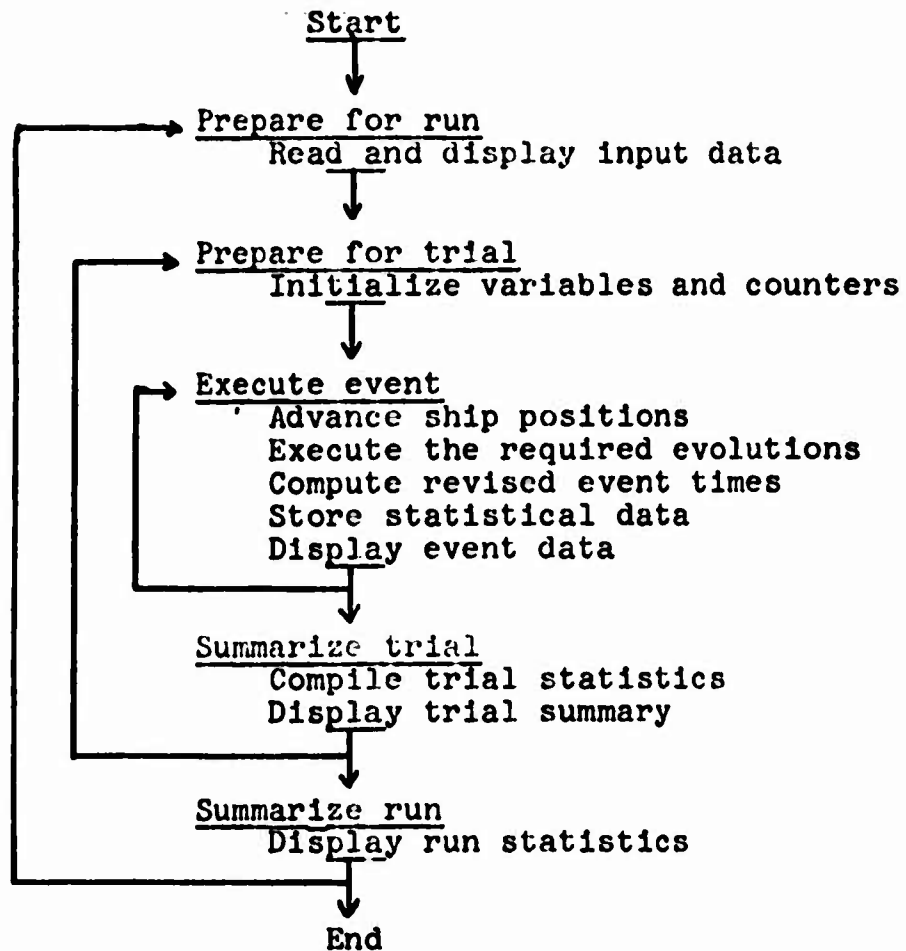 Start
Prepare for run
Read and display input data
Prepare for trial
Initialize variables and counters
Execute event
Advance ship positions
Execute the required evolutions
Compute revised event times
Store statistical data
Display event data
Summarize trial
Compile trial statistics
Display trial summary
Summarize run
Display run statistics
End